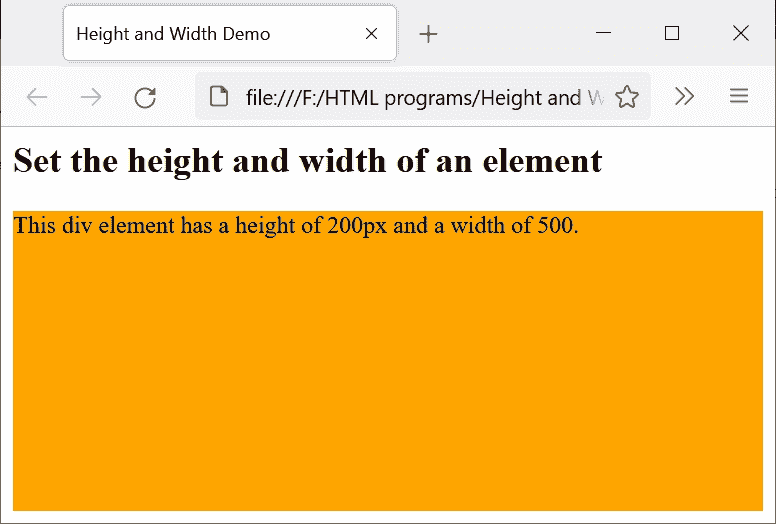 Height and Width Demo
file:///F:/HTML programs/Height and W
Set the height and width of an element
This div element has a height of 200px and a width of 500.